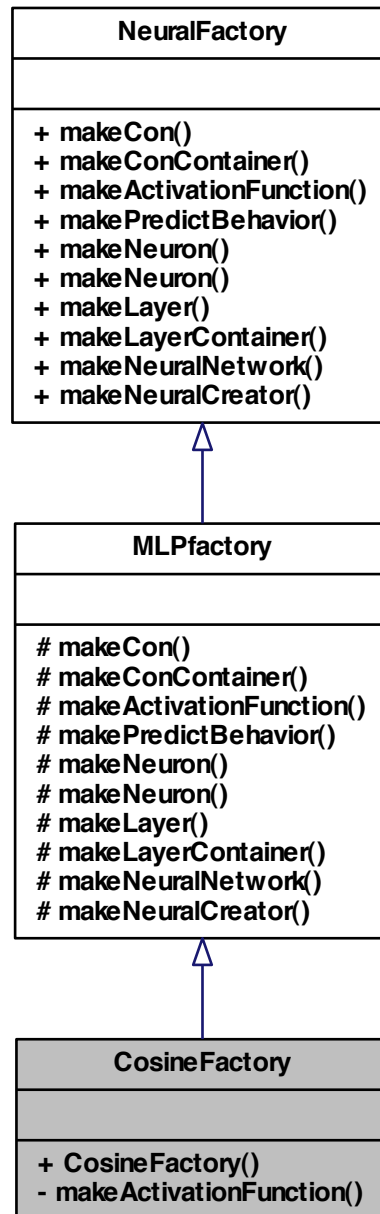 NeuralFactory
+ makeCon()
+ makeConContainer()
+ makeActivationFunction()
+ makePredictBehavior()
+ makeNeuron()
+ makeNeuron()
+ makeLayer()
+ makeLayerContainer()
+ makeNeuralNetwork()
+ makeNeuralCreator()
MLPfactory
# makeCon()
# makeConContainer()
# makeActivationFunction()
# makePredictBehavior()
# makeNeuron()
# makeNeuron()
# makeLayer()
# makeLayerContainer()
# makeNeuralNetwork()
# makeNeuralCreator()
CosineFactory
+ CosineFactory()
- makeActivationFunction()